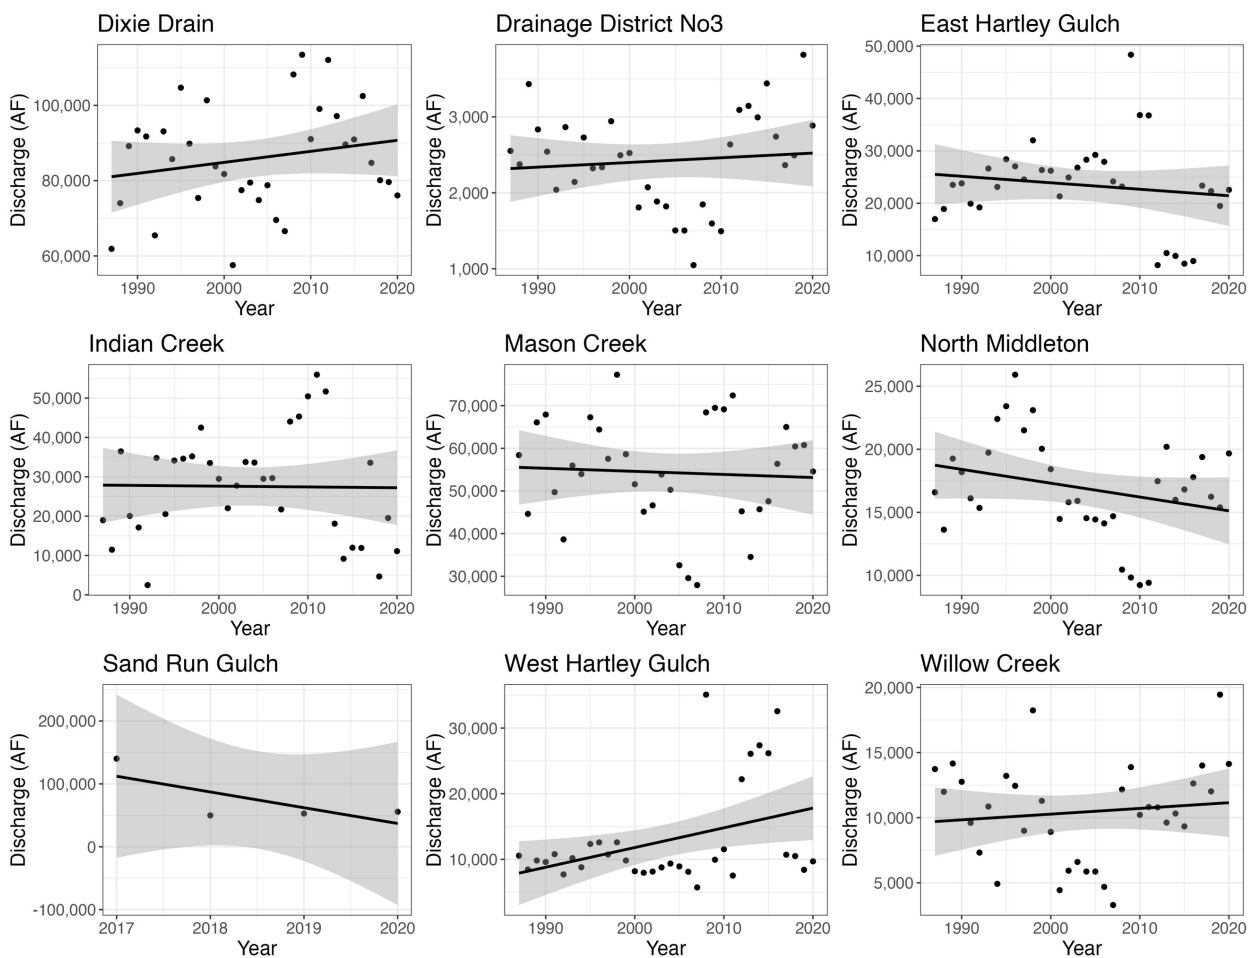 Dixie Drain
Discharge (AF)
100,000
80,000
60,000
1990 2000 2010 2020
Year
Drainage District No3
Discharge (AF)
3,000
2,000
1,000
1990 2000 2010 2020
Year
East Hartley Gulch
Discharge (AF)
50,000
40,000
30,000
20,000
10,000
1990 2000 2010 2020
Year
Indian Creek
Discharge (AF)
50,000
40,000
30,000
20,000
10,000
0
1990 2000 2010 2020
Year
Mason Creek
Discharge (AF)
70,000
60,000
50,000
40,000
30,000
1990 2000 2010 2020
Year
North Middleton
Discharge (AF)
25,000
20,000
15,000
10,000
1990 2000 2010 2020
Year
Sand Run Gulch
Discharge (AF)
200,000
100,000
0
-100,000
2017 2018 2019 2020
Year
West Hartley Gulch
Discharge (AF)
30,000
20,000
10,000
1990 2000 2010 2020
Year
Willow Creek
Discharge (AF)
20,000
15,000
10,000
5,000
1990 2000 2010 2020
Year